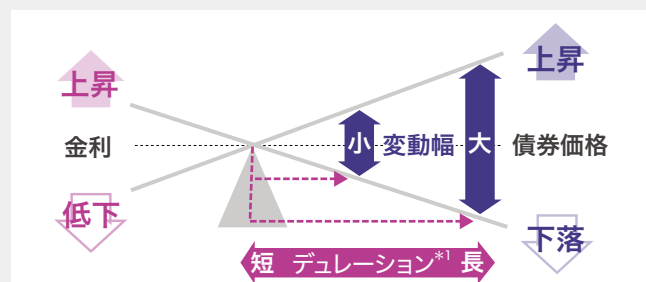 上昇
上昇
金利
小 変動幅 大
債券価格
低下
下落
短 デュレーション*1 長